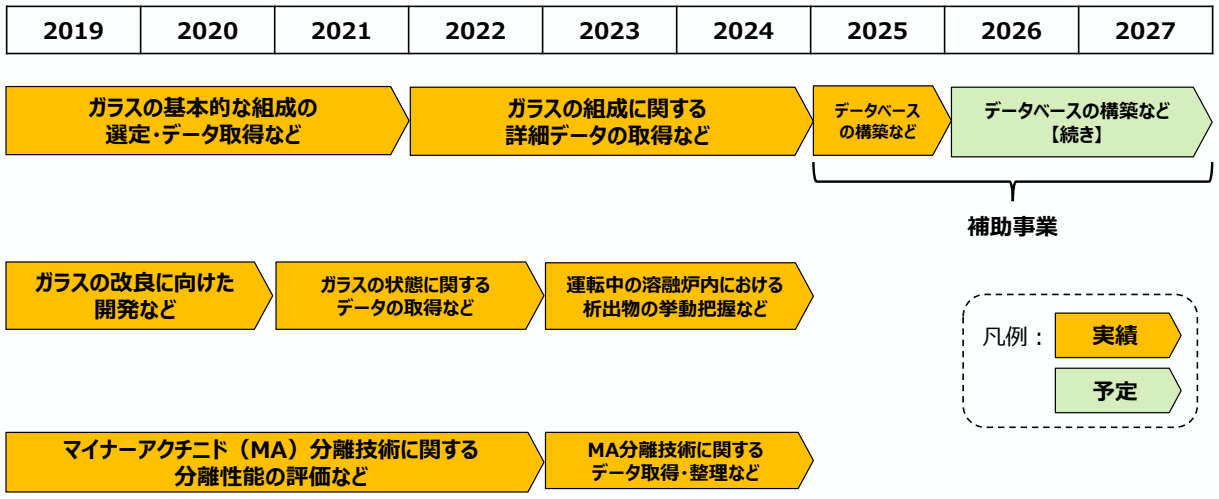 2019 2020 2021 2022 2023 2024 2025 2026 2027
ガラスの基本的な組成の
選定・データ取得など
ガラスの組成に関する
詳細データの取得など
データベース
の構築など
データベースの構築など
【続き】
補助事業
ガラスの改良に向けた
開発など
ガラスの状態に関する
データの取得など
運転中の溶融炉内における
析出物の挙動把握など
凡例：
実績
予定
マイナーアクチニド（MA）分離技術に関する
分離性能の評価など
MA分離技術に関する
データ取得・整理など